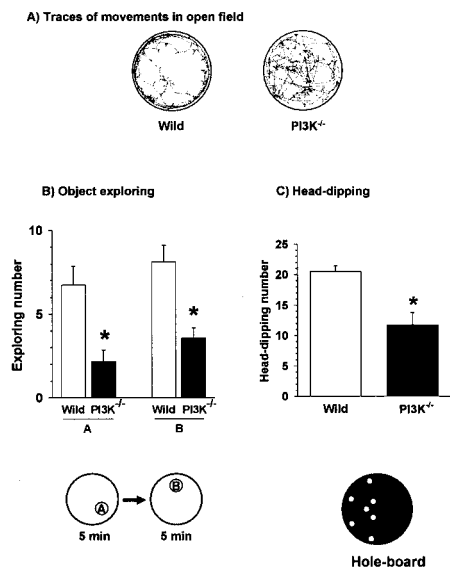 A) Traces of movements in open field
Wild PI3K-/-
B) Object exploring
C) Head-dipping
Exploring number
10
5
0
*
*
Wild PI3K-/- Wild PI3K-/-
A B
Head-dipping number
25
20
15
10
5
0
*
Wild PI3K-/-
A B
5 min 5 min
Hole-board